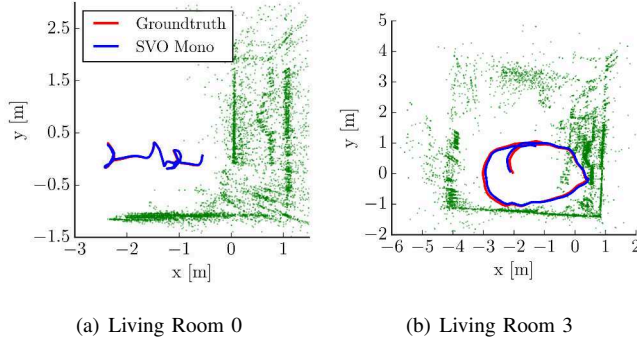 Groundtruth
SVO Mono
2.5
1.5
0.5
−0.5
−1.5
y [m]
−3 −2 −1 0 1
x [m]
(a) Living Room 0
5
4
3
2
1
0
−1
−2
y [m]
−6 −5 −4 −3 −2 −1 0 1 2
x [m]
(b) Living Room 3